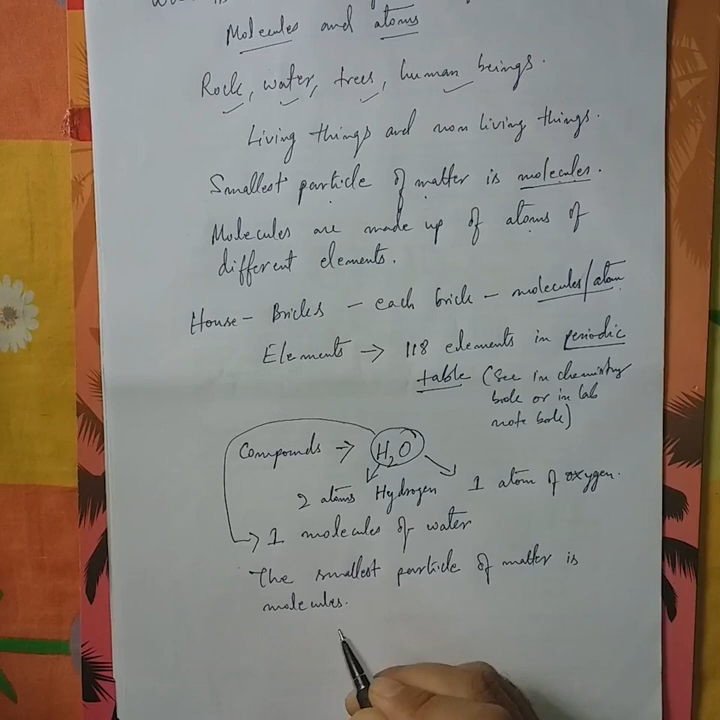 Molecules and atoms
Rock, water, trees, human beings.
Living things and non living things.
Smallest particle of matter is molecules.
Molecules are made up of atoms of
different elements.
House - Bricks - each brick - molecules/atom
Elements → 118 elements in periodic
table (See in chemistry
book or in lab
note book)
Compounds → H₂O
2 atoms Hydrogen 1 atom of oxygen.
→ 1 molecules of water
The smallest particle of matter is
molecules.